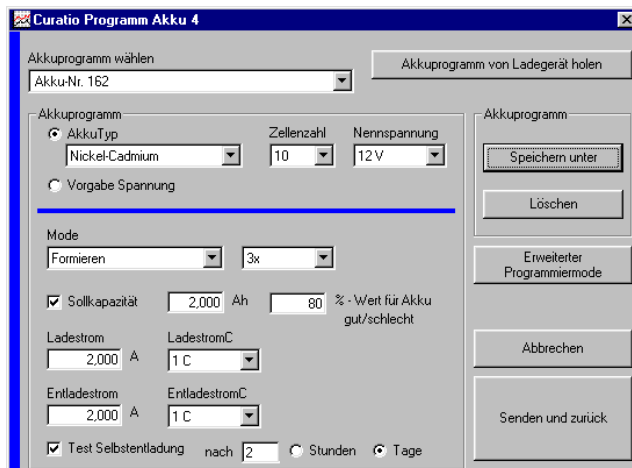 Curatio Programm Akku 4
Akkuprogramm wählen
Akku-Nr. 162
Akkuprogramm von Ladegerät holen
Akkuprogramm
AkkuTyp
Zellenzahl
Nennspannung
Nickel-Cadmium
10
12 V
Vorgabe Spannung
Akkuprogramm
Speichern unter
Löschen
Mode
Formieren
3x
Erweiterter
Programmiermode
Sollkapazität
2,000 Ah
80
% - Wert für Akku
gut/schlecht
Ladestrom
LadestromC
2,000 A
1 C
Abbrechen
Entladestrom
EntladestromC
2,000 A
1 C
Senden und zurück
Test Selbstentladung nach 2 Stunden Tage